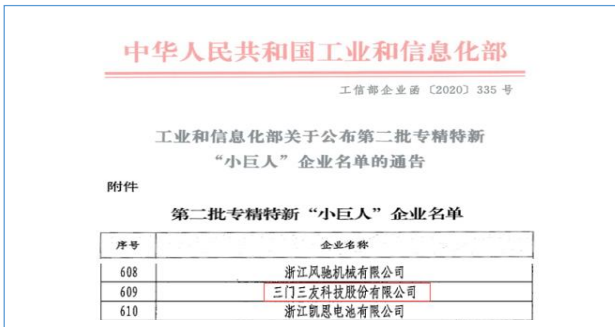 中华人民共和国工业和信息化部
工信部企业函〔2020〕335 号
工业和信息化部关于公布第二批专精特新
“小巨人”企业名单的通告
附件
第二批专精特新“小巨人”企业名单
序号 企业名称
608 浙江风驰机械有限公司
609 三门三友科技股份有限公司
610 浙江凯恩电池有限公司